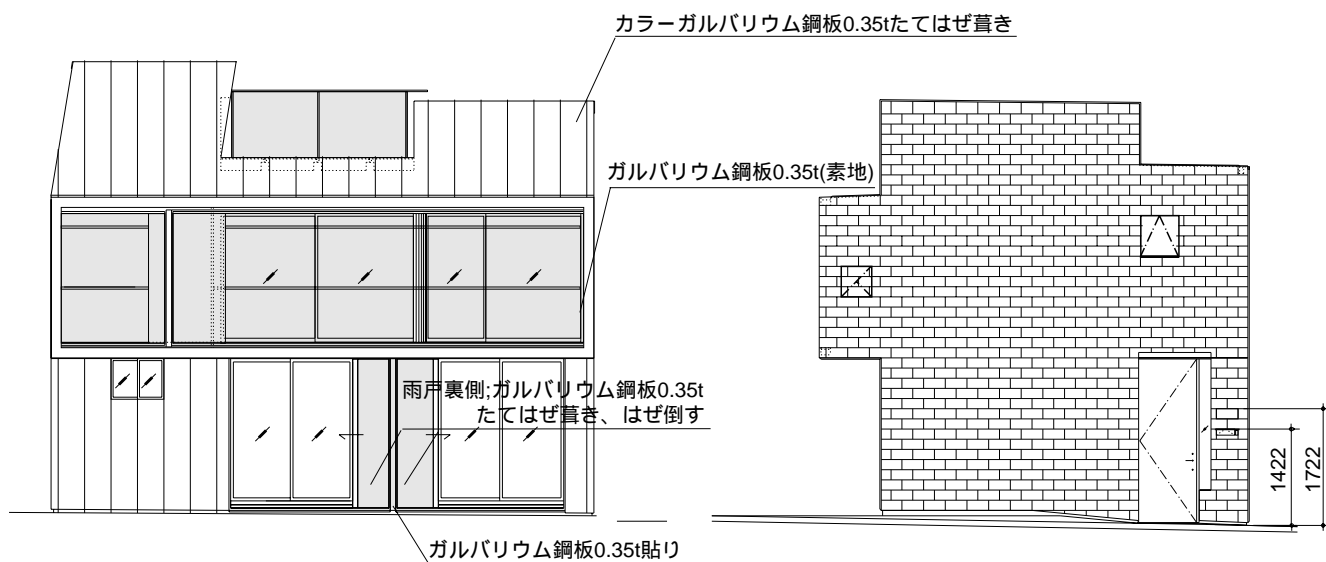 カラーガルバリウム鋼板0.35tたてはぜ葺き
ガルバリウム鋼板0.35t(素地)
雨戸裏側;ガルバリウム鋼板0.35t
たてはぜ葺き、はぜ倒す
ガルバリウム鋼板0.35t貼り
1422
1722